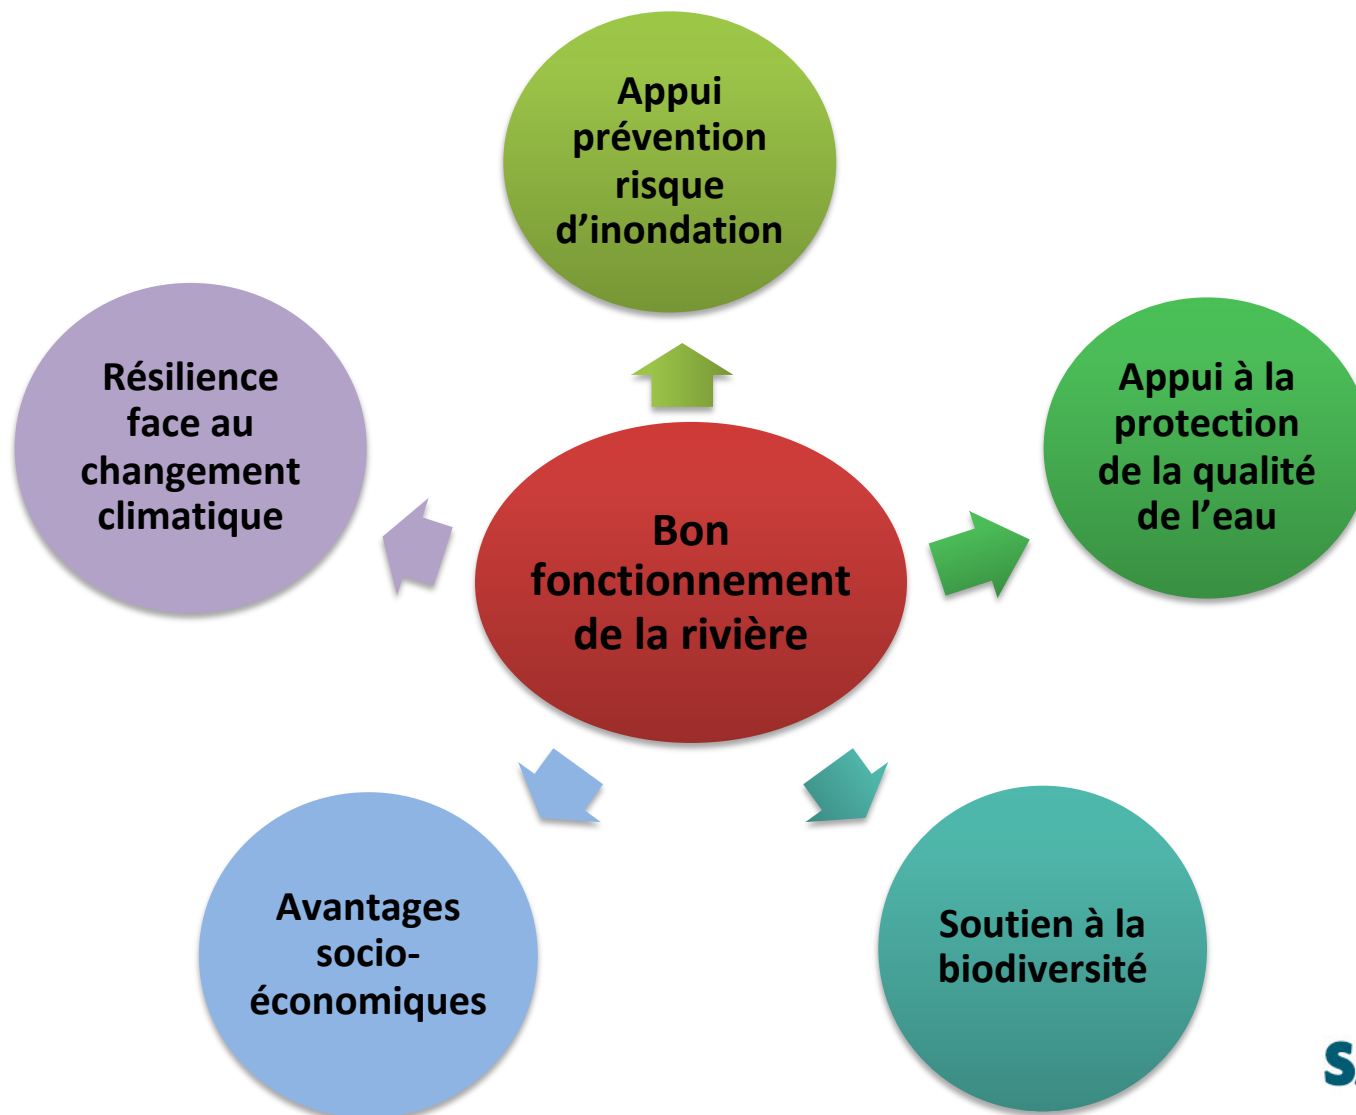 Appui
prévention
risque
d’inondation
Résilience
face au
changement
climatique
Appui à la
protection
de la qualité
de l’eau
Bon
fonctionnement
de la rivière
Avantages
socio-
économiques
Soutien à la
biodiversité